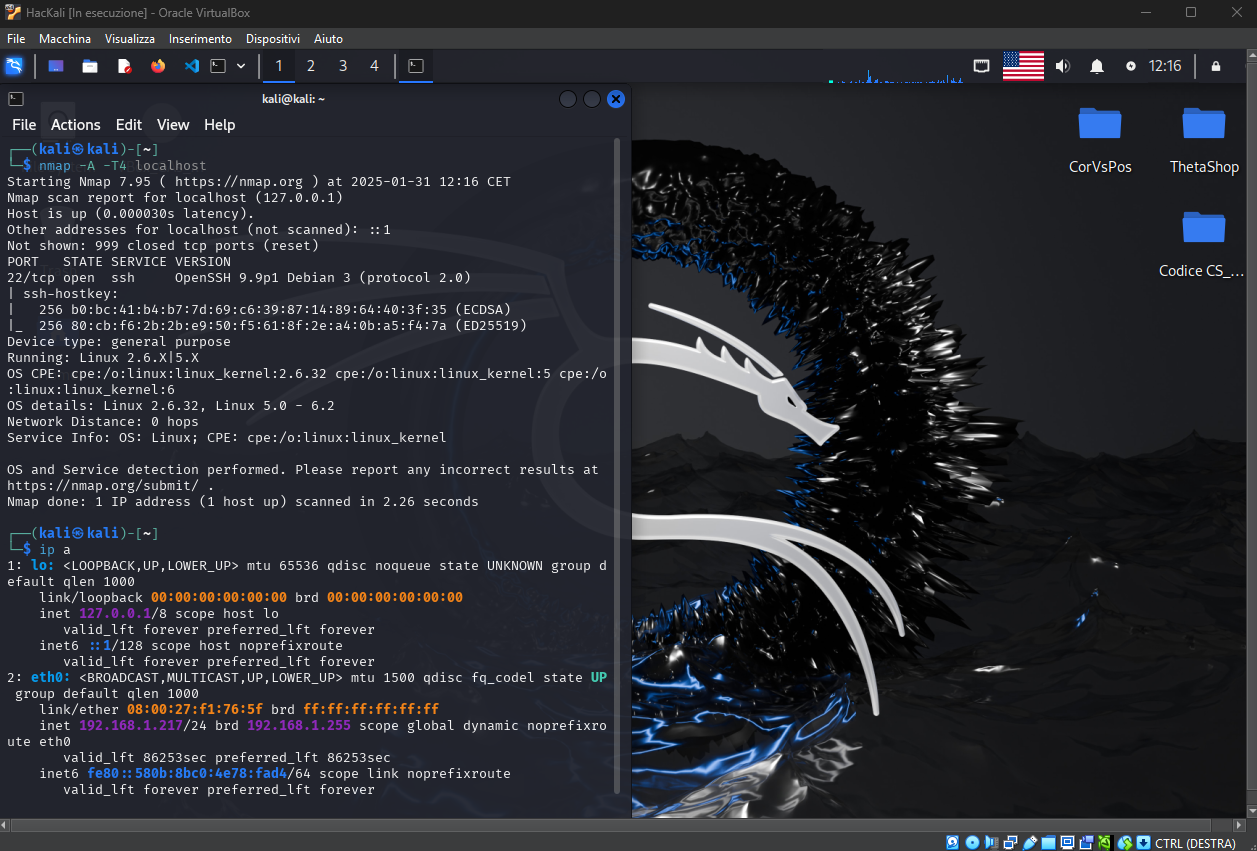 HacKali [In esecuzione] - Oracle VirtualBox
File Macchina Visualizza Inserimento Dispositivi Aiuto
1 2 3 4 12:16
kali@kali: ~
File Actions Edit View Help
┌──(kali㉿kali)-[~]
└─$ nmap -A -T4 localhost
Starting Nmap 7.95 ( https://nmap.org ) at 2025-01-31 12:16 CET
Nmap scan report for localhost (127.0.0.1)
Host is up (0.000030s latency).
Other addresses for localhost (not scanned): ::1
Not shown: 999 closed tcp ports (reset)
PORT   STATE SERVICE VERSION
22/tcp open  ssh     OpenSSH 9.9p1 Debian 3 (protocol 2.0)
| ssh-hostkey:
|   256 b0:bc:41:b4:b7:7d:69:c6:39:87:14:89:64:40:3f:35 (ECDSA)
|_  256 80:cb:f6:2b:2b:e9:50:f5:61:8f:2e:a4:0b:a5:f4:7a (ED25519)
Device type: general purpose
Running: Linux 2.6.X|5.X
OS CPE: cpe:/o:linux:linux_kernel:2.6.32 cpe:/o:linux:linux_kernel:5 cpe:/o
:linux:linux_kernel:6
OS details: Linux 2.6.32, Linux 5.0 - 6.2
Network Distance: 0 hops
Service Info: OS: Linux; CPE: cpe:/o:linux:linux_kernel
OS and Service detection performed. Please report any incorrect results at
https://nmap.org/submit/ .
Nmap done: 1 IP address (1 host up) scanned in 2.26 seconds
┌──(kali㉿kali)-[~]
└─$ ip a
1: lo: <LOOPBACK,UP,LOWER_UP> mtu 65536 qdisc noqueue state UNKNOWN group d
efault qlen 1000
    link/loopback 00:00:00:00:00:00 brd 00:00:00:00:00:00
    inet 127.0.0.1/8 scope host lo
       valid_lft forever preferred_lft forever
    inet6 ::1/128 scope host noprefixroute
       valid_lft forever preferred_lft forever
2: eth0: <BROADCAST,MULTICAST,UP,LOWER_UP> mtu 1500 qdisc fq_codel state UP
 group default qlen 1000
    link/ether 08:00:27:f1:76:5f brd ff:ff:ff:ff:ff:ff
    inet 192.168.1.217/24 brd 192.168.1.255 scope global dynamic noprefixro
ute eth0
       valid_lft 86253sec preferred_lft 86253sec
    inet6 fe80::580b:8bc0:4e78:fad4/64 scope link noprefixroute
       valid_lft forever preferred_lft forever
CorVsPos
ThetaShop
Codice CS_...
CTRL (DESTRA)